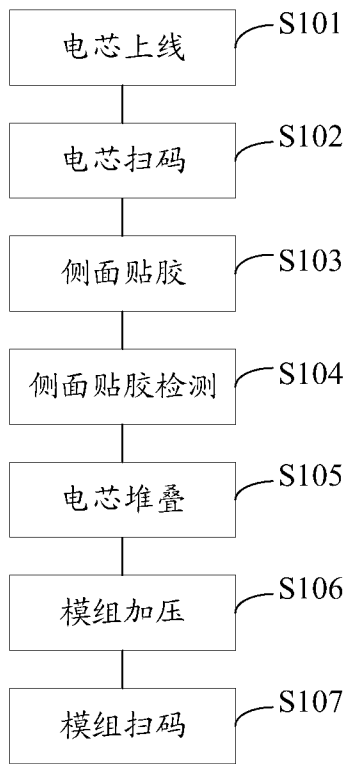 电芯上线
S101
电芯扫码
S102
侧面贴胶
S103
侧面贴胶检测
S104
电芯堆叠
S105
模组加压
S106
模组扫码
S107